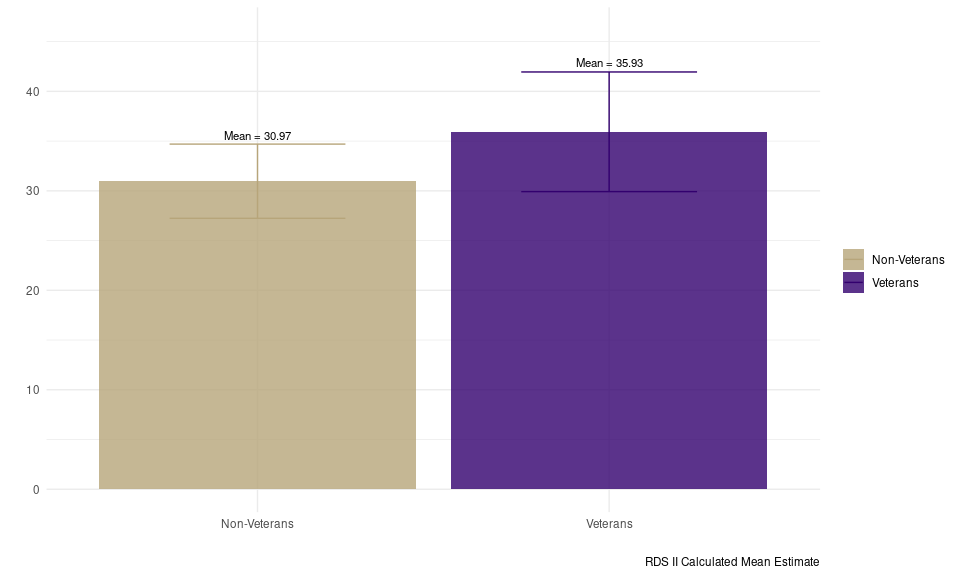 Mean = 35.93
Mean = 30.97
40
30
20
10
0
Non-Veterans
Veterans
Non-Veterans
Veterans
RDS II Calculated Mean Estimate